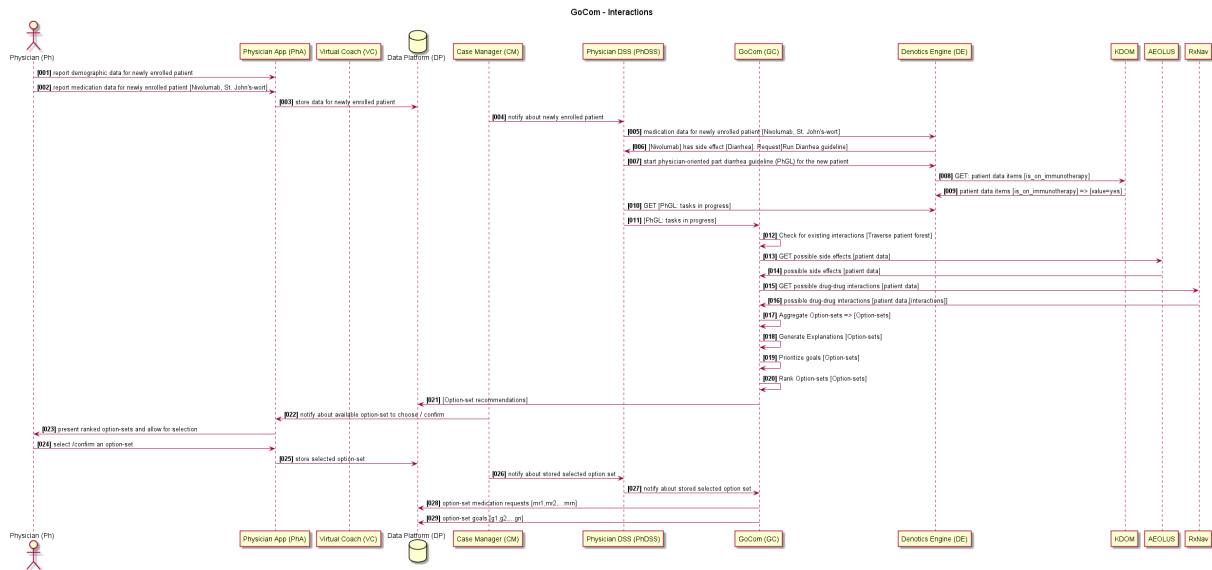 GoCom - Interactions
Physician (Ph)
Physician App (PhA)
Virtual Coach (VC)
Data Platform (DP)
Case Manager (CM)
Physician DSS (PhDSS)
GoCom (GC)
Denotics Engine (DE)
KDOM
AEOLUS
RxNav
[001] report demographic data for newly enrolled patient
[002] report medication data for newly enrolled patient [Nivolumab, St. John's-wort]
[003] store data for newly enrolled patient
[004] notify about newly enrolled patient
[005] medication data for newly enrolled patient [Nivolumab, St. John's-wort]
[006] [Nivolumab] has side effect [Diarrhea]. Request[Run Diarrhea guideline]
[007] start physician-oriented part diarrhea guideline (PhGL) for the new patient
[008] GET: patient data items [is_on_immunotherapy]
[009] patient data items [is_on_immunotherapy] => [value=yes]
[010] GET [PhGL: tasks in progress]
[011] [PhGL: tasks in progress]
[012] Check for existing interactions [Traverse patient forest]
[013] GET possible side effects [patient data]
[014] possible side effects [patient data]
[015] GET possible drug-drug interactions [patient data]
[016] possible drug-drug interactions [patient data,[interactions]]
[017] Aggregate Option-sets => [Option-sets]
[018] Generate Explanations [Option-sets]
[019] Prioritize goals [Option-sets]
[020] Rank Option-sets [Option-sets]
[021] [Option-set recommendations]
[022] notify about available option-set to choose / confirm
[023] present ranked option-sets and allow for selection
[024] select /confirm an option-set
[025] store selected option-set
[026] notify about stored selected option set
[027] notify about stored selected option set
[028] option-set medication requests [mr1,mr2,...mrn]
[029] option-set goals [g1,g2,...gn]
Physician (Ph)
Physician App (PhA)
Virtual Coach (VC)
Data Platform (DP)
Case Manager (CM)
Physician DSS (PhDSS)
GoCom (GC)
Denotics Engine (DE)
KDOM
AEOLUS
RxNav